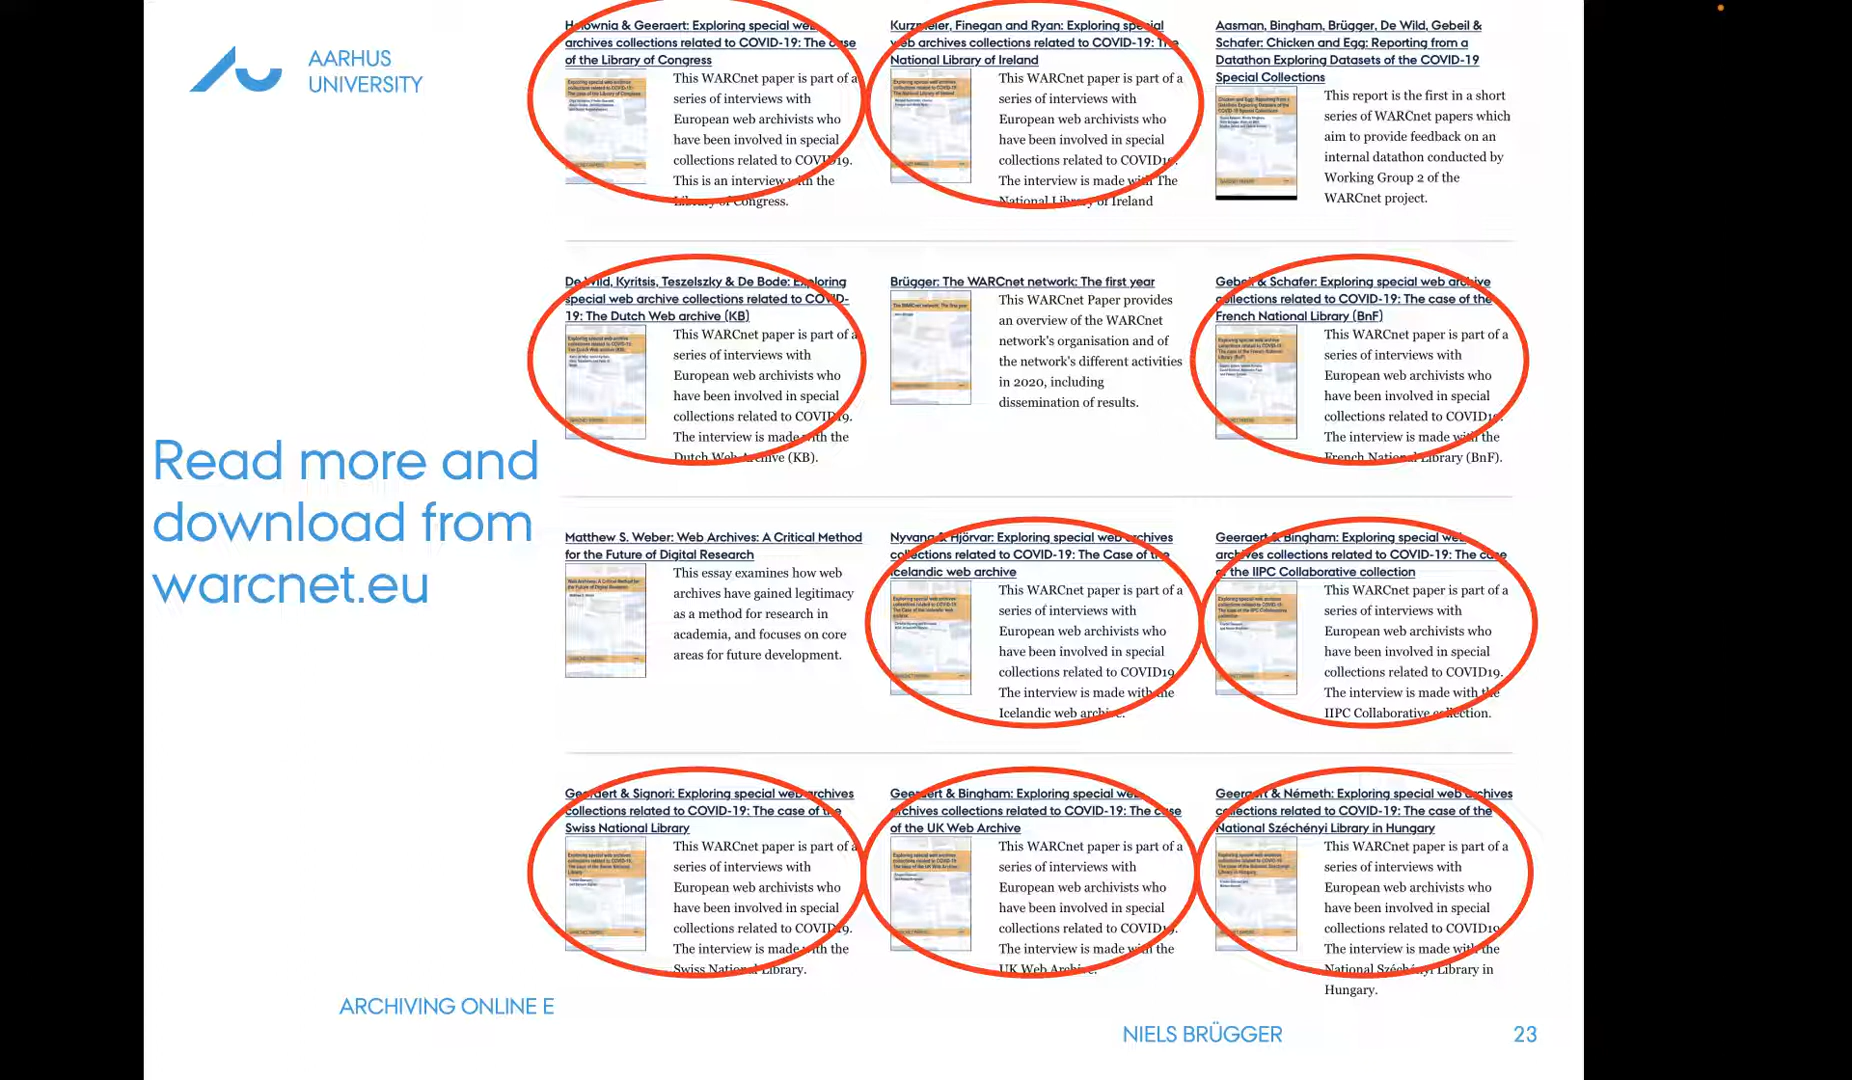 AARHUS
UNIVERSITY
Read more and
download from
warcnet.eu
Holownia & Geeraert: Exploring special web
archives collections related to COVID-19: The case
of the Library of Congress
This WARCnet paper is part of a
series of interviews with
European web archivists who
have been involved in special
collections related to COVID19.
This is an interview with the
Library of Congress.
Kurzmeier, Finegan and Ryan: Exploring special
web archives collections related to COVID-19: The
National Library of Ireland
This WARCnet paper is part of a
series of interviews with
European web archivists who
have been involved in special
collections related to COVID19.
The interview is made with The
National Library of Ireland
Aasman, Bingham, Brügger, De Wild, Gebeil &
Schafer: Chicken and Egg: Reporting from a
Datathon Exploring Datasets of the COVID-19
Special Collections
This report is the first in a short
series of WARCnet papers which
aim to provide feedback on an
internal datathon conducted by
Working Group 2 of the
WARCnet project.
De Wild, Kyritsis, Teszelszky & De Bode: Exploring
special web archive collections related to COVID-
19: The Dutch Web archive (KB)
This WARCnet paper is part of a
series of interviews with
European web archivists who
have been involved in special
collections related to COVID19.
The interview is made with the
Dutch Web Archive (KB).
Brügger: The WARCnet network: The first year
This WARCnet Paper provides
an overview of the WARCnet
network's organisation and of
the network's different activities
in 2020, including
dissemination of results.
Gebeil & Schafer: Exploring special web archive
collections related to COVID-19: The case of the
French National Library (BnF)
This WARCnet paper is part of a
series of interviews with
European web archivists who
have been involved in special
collections related to COVID19.
The interview is made with the
French National Library (BnF).
Matthew S. Weber: Web Archives: A Critical Method
for the Future of Digital Research
This essay examines how web
archives have gained legitimacy
as a method for research in
academia, and focuses on core
areas for future development.
Nyvang & Hjörvar: Exploring special web archives
collections related to COVID-19: The Case of the
Icelandic web archive
This WARCnet paper is part of a
series of interviews with
European web archivists who
have been involved in special
collections related to COVID19.
The interview is made with the
Icelandic web archive.
Geeraert & Bingham: Exploring special web
archives collections related to COVID-19: The case
of the IIPC Collaborative collection
This WARCnet paper is part of a
series of interviews with
European web archivists who
have been involved in special
collections related to COVID19.
The interview is made with the
IIPC Collaborative collection.
Geeraert & Signori: Exploring special web archives
collections related to COVID-19: The case of the
Swiss National Library
This WARCnet paper is part of a
series of interviews with
European web archivists who
have been involved in special
collections related to COVID19.
The interview is made with the
Swiss National Library.
Geeraert & Bingham: Exploring special web
archives collections related to COVID-19: The case
of the UK Web Archive
This WARCnet paper is part of a
series of interviews with
European web archivists who
have been involved in special
collections related to COVID19.
The interview is made with the
UK Web Archive.
Geeraert & Németh: Exploring special web archives
collections related to COVID-19: The case of the
National Széchényi Library in Hungary
This WARCnet paper is part of a
series of interviews with
European web archivists who
have been involved in special
collections related to COVID19.
The interview is made with the
National Széchényi Library in
Hungary.
ARCHIVING ONLINE E
NIELS BRÜGGER
23